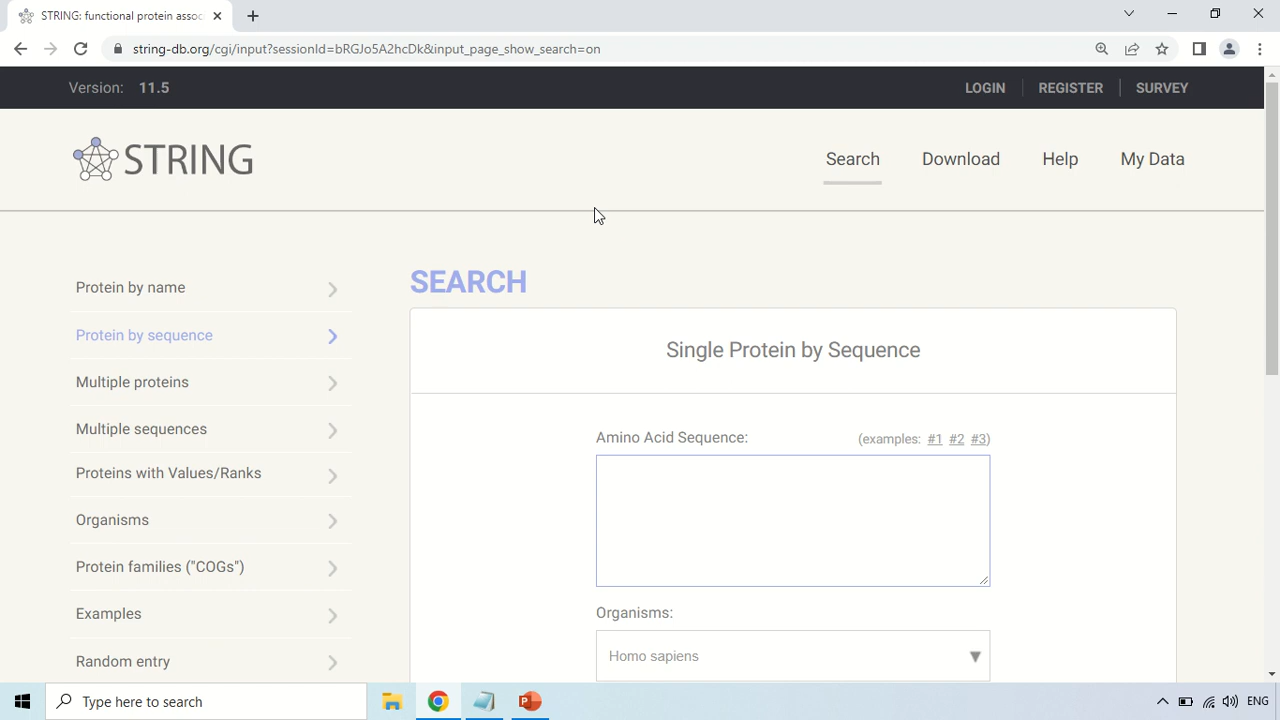 STRING: functional protein assoc
string-db.org/cgi/input?sessionId=bRGJo5A2hcDk&input_page_show_search=on
Version: 11.5
LOGIN
REGISTER
SURVEY
STRING
Search
Download
Help
My Data
Protein by name
Protein by sequence
Multiple proteins
Multiple sequences
Proteins with Values/Ranks
Organisms
Protein families ("COGs")
Examples
Random entry
SEARCH
Single Protein by Sequence
Amino Acid Sequence: (examples: #1 #2 #3)
Organisms:
Homo sapiens
Type here to search
ENG